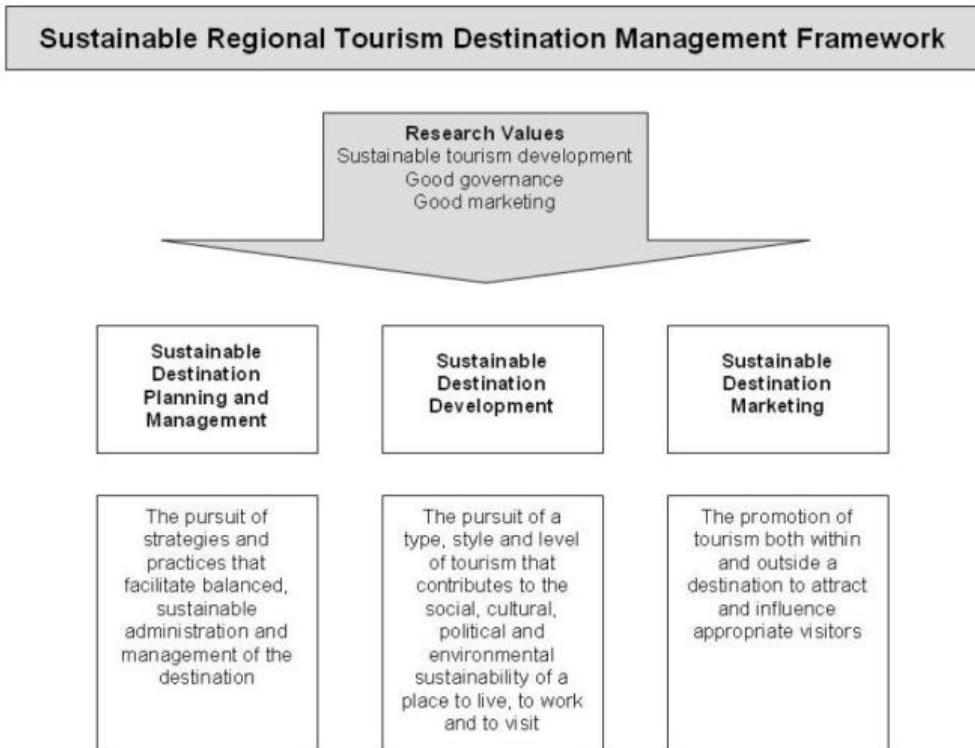 Sustainable Regional Tourism Destination Management Framework
Research Values
Sustainable tourism development
Good governance
Good marketing
Sustainable
Destination
Planning and
Management
Sustainable
Destination
Development
Sustainable
Destination
Marketing
The pursuit of
strategies and
practices that
facilitate balanced,
sustainable
administration and
management of the
destination
The pursuit of a
type, style and level
of tourism that
contributes to the
social, cultural,
political and
environmental
sustainability of a
place to live, to work
and to visit
The promotion of
tourism both within
and outside a
destination to attract
and influence
appropriate visitors